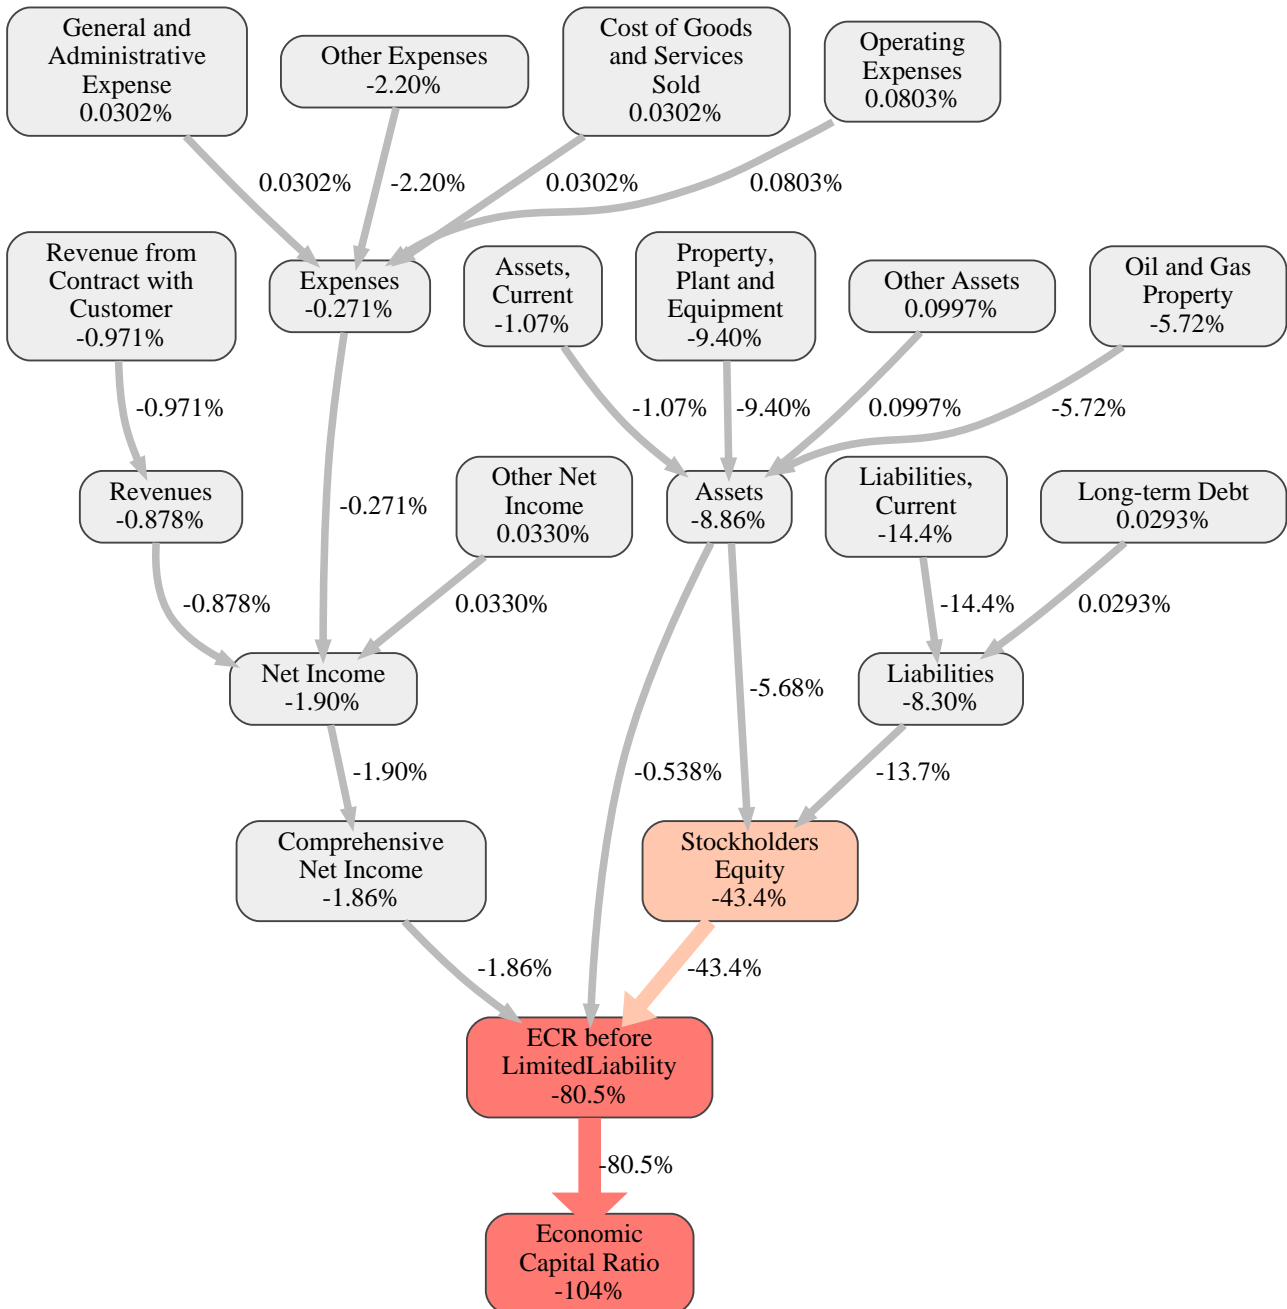 General and
Administrative
Expense
0.0302%
Other Expenses
-2.20%
Cost of Goods
and Services
Sold
0.0302%
Operating
Expenses
0.0803%
0.0302%
-2.20%
0.0302%
0.0803%
Revenue from
Contract with
Customer
-0.971%
Expenses
-0.271%
Assets,
Current
-1.07%
Property,
Plant and
Equipment
-9.40%
Other Assets
0.0997%
Oil and Gas
Property
-5.72%
-0.971%
-1.07%
-9.40%
0.0997%
-5.72%
Revenues
-0.878%
-0.271%
Other Net
Income
0.0330%
Assets
-8.86%
Liabilities,
Current
-14.4%
Long-term Debt
0.0293%
-0.878%
0.0330%
-14.4%
0.0293%
Net Income
-1.90%
-5.68%
Liabilities
-8.30%
-1.90%
-0.538%
-13.7%
Comprehensive
Net Income
-1.86%
Stockholders
Equity
-43.4%
-1.86%
-43.4%
ECR before
LimitedLiability
-80.5%
-80.5%
Economic
Capital Ratio
-104%